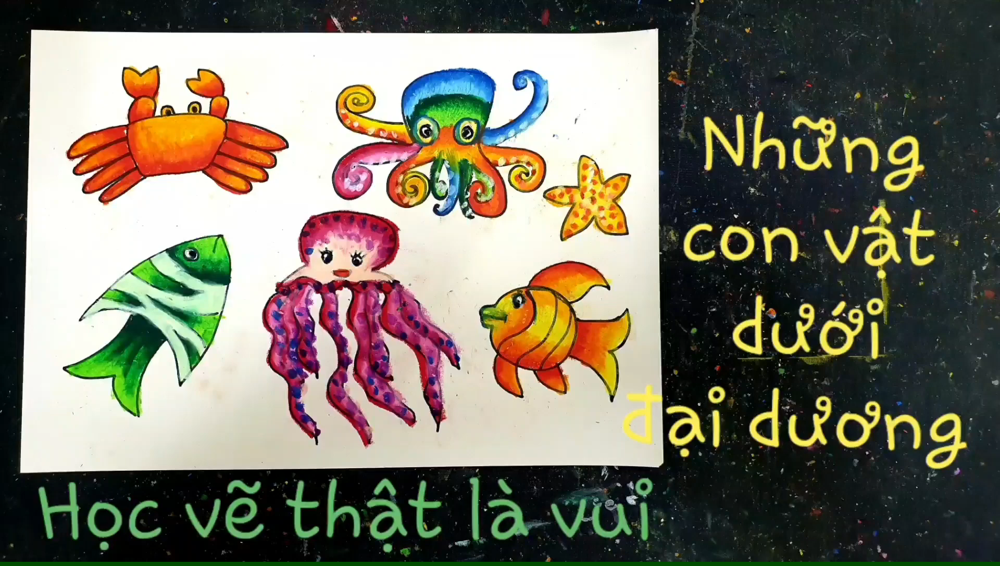 Những
con vật
dưới
đại dương
Học vẽ thật là vui